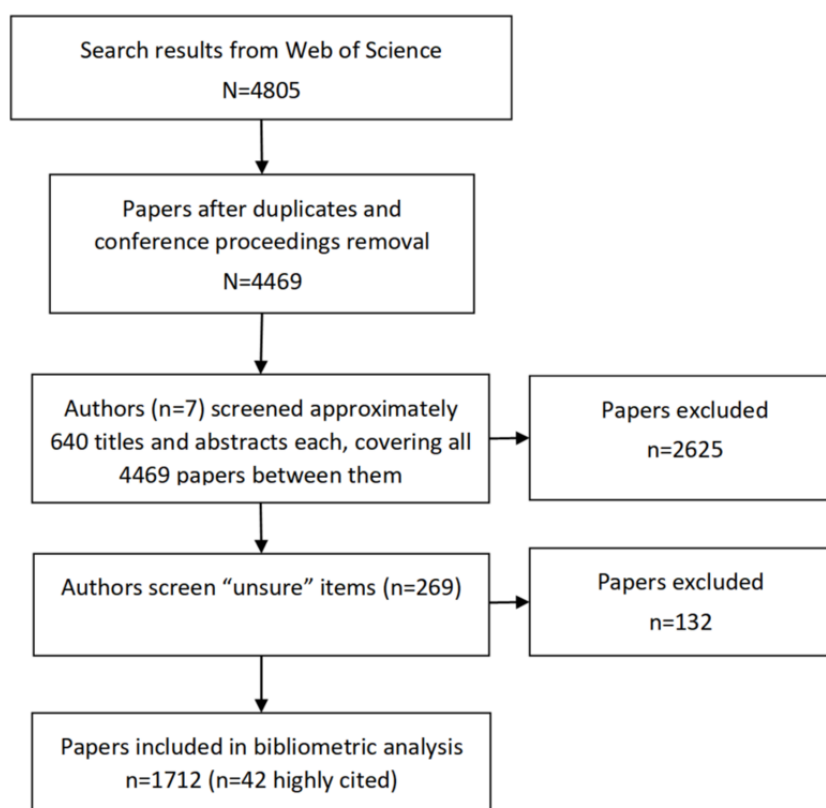 Search results from Web of Science
N=4805
Papers after duplicates and
conference proceedings removal
N=4469
Authors (n=7) screened approximately
640 titles and abstracts each, covering all
4469 papers between them
Papers excluded
n=2625
Authors screen “unsure” items (n=269)
Papers excluded
n=132
Papers included in bibliometric analysis
n=1712 (n=42 highly cited)